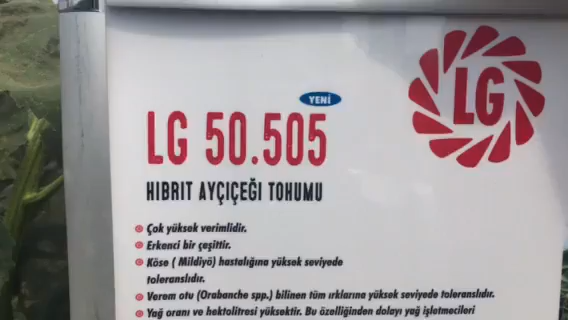 YENİ
LG
LG 50.505
HIBRIT AYÇIÇEĞI TOHUMU
Çok yüksek verimlidir.
Erkenci bir çeşittir.
Köse ( Mildiyö) hastalığına yüksek seviyede
toleranslıdır.
Verem otu (Orabanche spp.) bilinen tüm ırklarına yüksek seviyede toleranslıdır.
Yağ oranı ve hektolitresi yüksektir. Bu özelliğinden dolayı yağ işletmecileri